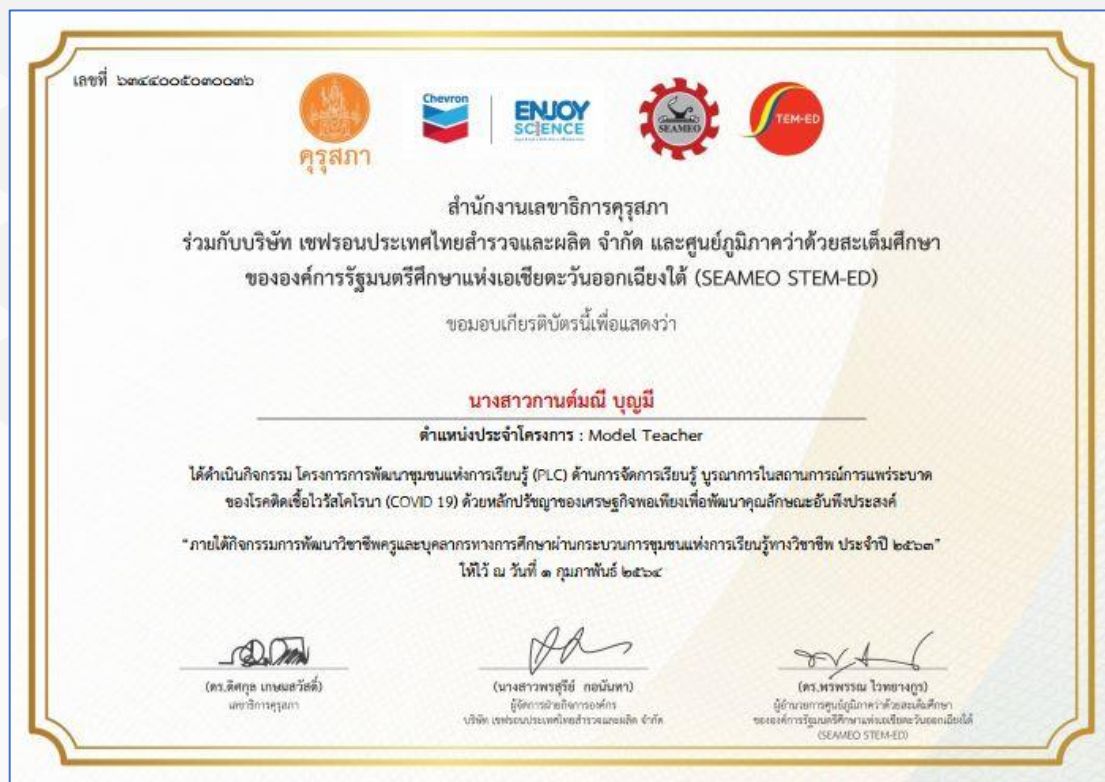 เลขที่ ๖๓๔๔๐๐๕๐๓๐๐๓๖
คุรุสภา
Chevron
ENJOY
SCIENCE
SEAMEO
STEM-ED
สำนักงานเลขาธิการคุรุสภา
ร่วมกับบริษัท เชฟรอนประเทศไทยสำรวจและผลิต จำกัด และศูนย์ภูมิภาคว่าด้วยสะเต็มศึกษา
ขององค์การรัฐมนตรีศึกษาแห่งเอเชียตะวันออกเฉียงใต้ (SEAMEO STEM-ED)
ขอมอบเกียรติบัตรนี้เพื่อแสดงว่า
นางสาวกานต์มณี บุญมี
ตำแหน่งประจำโครงการ : Model Teacher
ได้ดำเนินกิจกรรม โครงการการพัฒนาชุมชนแห่งการเรียนรู้ (PLC) ด้านการจัดการเรียนรู้ บูรณาการในสถานการณ์การแพร่ระบาด
ของโรคติดเชื้อไวรัสโคโรนา (COVID 19) ด้วยหลักปรัชญาของเศรษฐกิจพอเพียงเพื่อพัฒนาคุณลักษณะอันพึงประสงค์
"ภายใต้กิจกรรมการพัฒนาวิชาชีพครูและบุคลากรทางการศึกษาผ่านกระบวนการชุมชนแห่งการเรียนรู้ทางวิชาชีพ ประจำปี ๒๕๖๓"
ให้ไว้ ณ วันที่ ๑ กุมภาพันธ์ ๒๕๖๔
(ดร.ดิศกุล เกษมสวัสดิ์)
เลขาธิการคุรุสภา
(นางสาวพรสุรีย์ กอนันทา)
ผู้จัดการฝ่ายกิจการองค์กร
บริษัท เชฟรอนประเทศไทยสำรวจและผลิต จำกัด
(ดร.พรพรรณ ไวทยางกูร)
ผู้อำนวยการศูนย์ภูมิภาคว่าด้วยสะเต็มศึกษา
ขององค์การรัฐมนตรีศึกษาแห่งเอเชียตะวันออกเฉียงใต้
(SEAMEO STEM-ED)